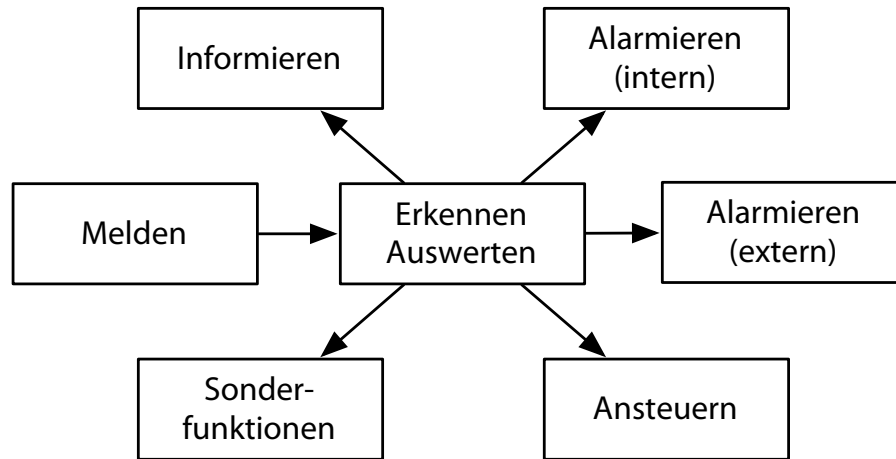 Informieren
Alarmieren
(intern)
Melden
Erkennen
Auswerten
Alarmieren
(extern)
Sonder-
funktionen
Ansteuern